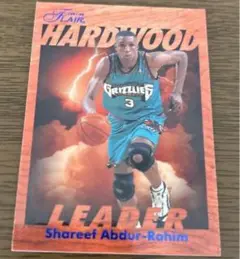 FLAIR
HARDWOOD
GRIZZLIES
3
LEADER
Shareef Abdur-Rahim